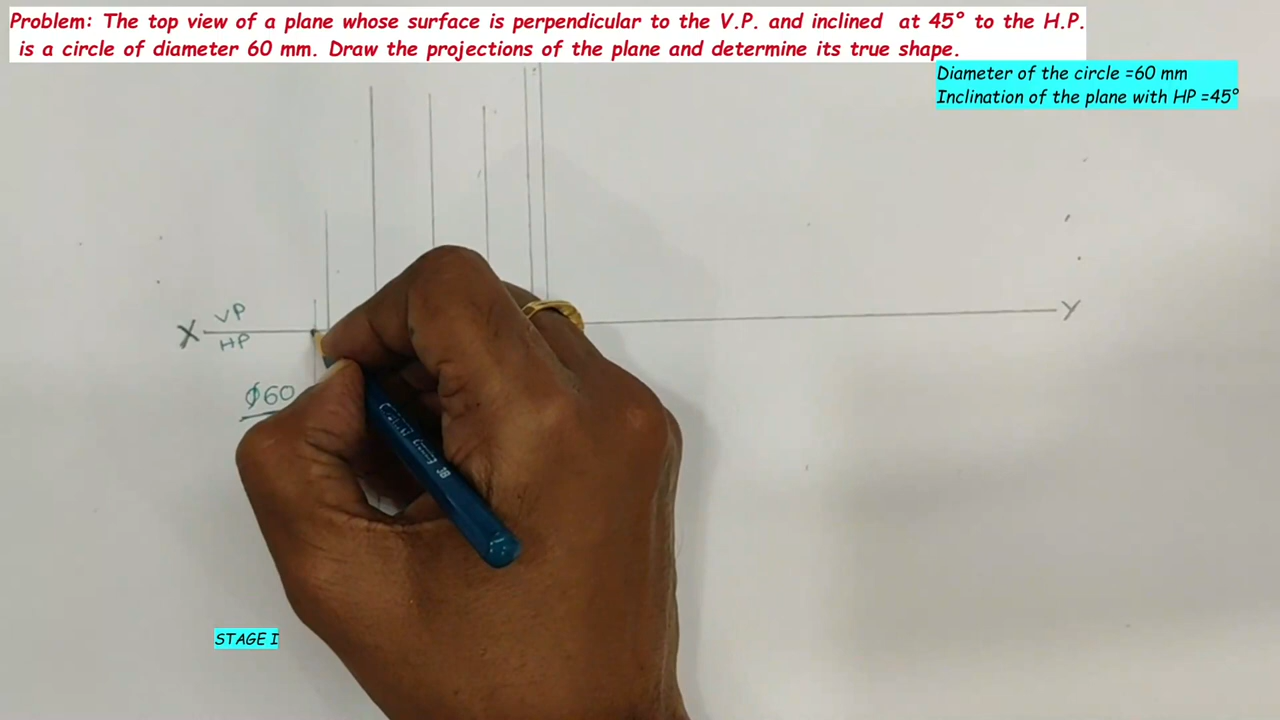 Problem: The top view of a plane whose surface is perpendicular to the V.P. and inclined at 45° to the H.P.
is a circle of diameter 60 mm. Draw the projections of the plane and determine its true shape.
Diameter of the circle =60 mm
Inclination of the plane with HP =45°
X VP Y
HP
Ø60
3B
STAGE I